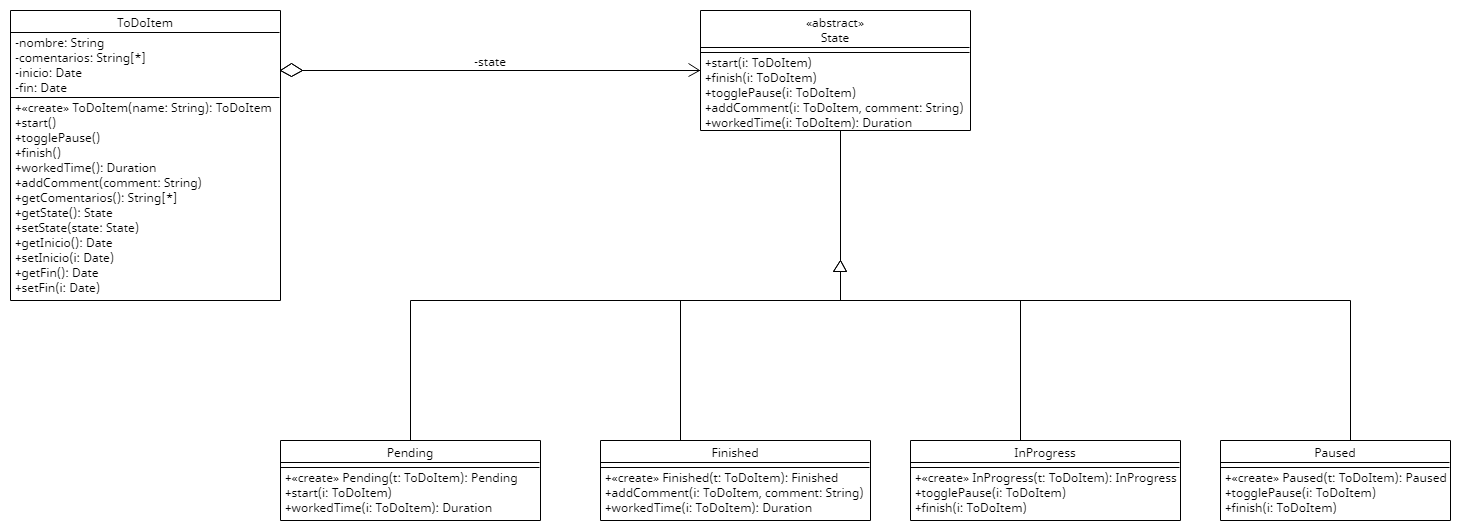 ToDoItem
-nombre: String
-comentarios: String[*]
-inicio: Date
-fin: Date
+«create» ToDoItem(name: String): ToDoItem
+start()
+togglePause()
+finish()
+workedTime(): Duration
+addComment(comment: String)
+getComentarios(): String[*]
+getState(): State
+setState(state: State)
+getInicio(): Date
+setInicio(i: Date)
+getFin(): Date
+setFin(i: Date)
-state
«abstract»
State
+start(i: ToDoItem)
+finish(i: ToDoItem)
+togglePause(i: ToDoItem)
+addComment(i: ToDoItem, comment: String)
+workedTime(i: ToDoItem): Duration
Pending
+«create» Pending(t: ToDoItem): Pending
+start(i: ToDoItem)
+workedTime(i: ToDoItem): Duration
Finished
+«create» Finished(t: ToDoItem): Finished
+addComment(i: ToDoItem, comment: String)
+workedTime(i: ToDoItem): Duration
InProgress
+«create» InProgress(t: ToDoItem): InProgress
+togglePause(i: ToDoItem)
+finish(i: ToDoItem)
Paused
+«create» Paused(t: ToDoItem): Paused
+togglePause(i: ToDoItem)
+finish(i: ToDoItem)